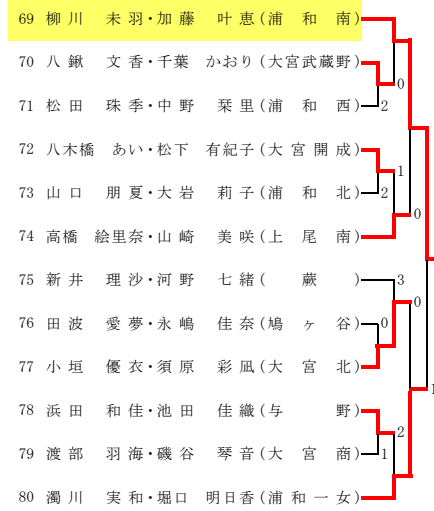 69 柳川 未羽・加藤 叶恵(浦和南)
70 八鍬 文香・千葉 かおり(大宮武蔵野)
0
71 松田 珠季・中野 栞里(浦和西) 2
72 八木橋 あい・松下 有紀子(大宮開成)
1
73 山口 朋夏・大岩 莉子(浦和北) 2
0
74 高橋 絵里奈・山崎 美咲(上尾南)
75 新井 理沙・河野 七緒(蕨) 3
0
76 田波 愛夢・永嶋 佳奈(鳩ヶ谷) 0
77 小垣 優衣・須原 彩凪(大宮北)
1
78 浜田 和佳・池田 佳織(与野)
2
79 渡部 羽海・磯谷 琴音(大宮商) 1
80 濁川 実和・堀口 明日香(浦和一女)